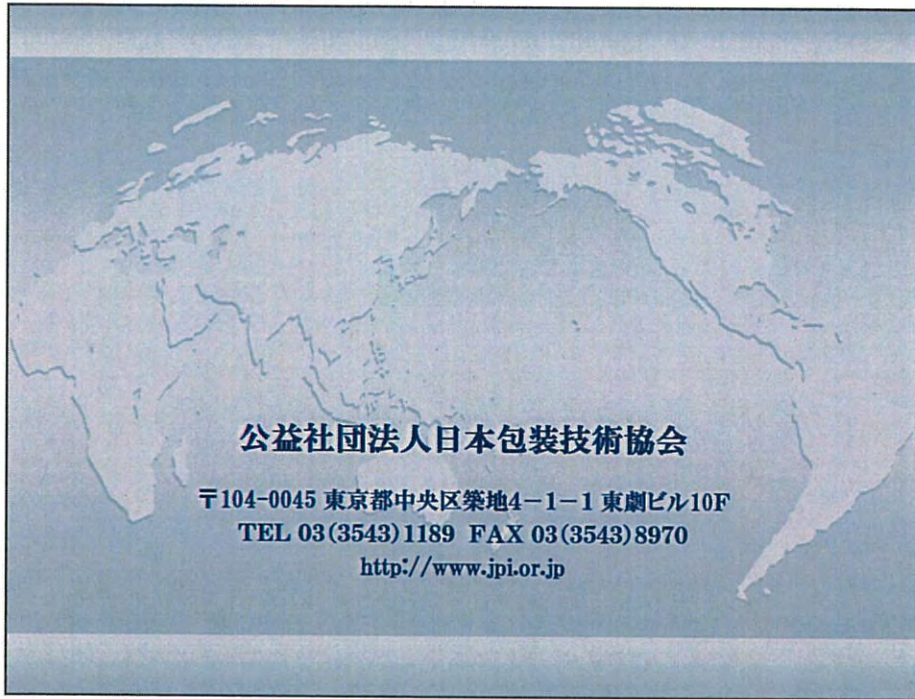 公益社団法人日本包装技術協会
〒104-0045 東京都中央区築地4−1−1 東劇ビル10F
TEL 03(3543)1189 FAX 03(3543)8970
http://www.jpi.or.jp